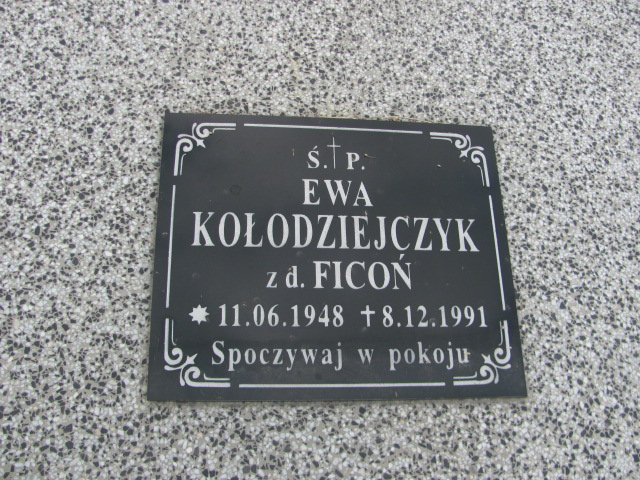 Ś.†P.
EWA
KOŁODZIEJCZYK
z d. FICOŃ
* 11.06.1948 † 8.12.1991
Spoczywaj w pokoju